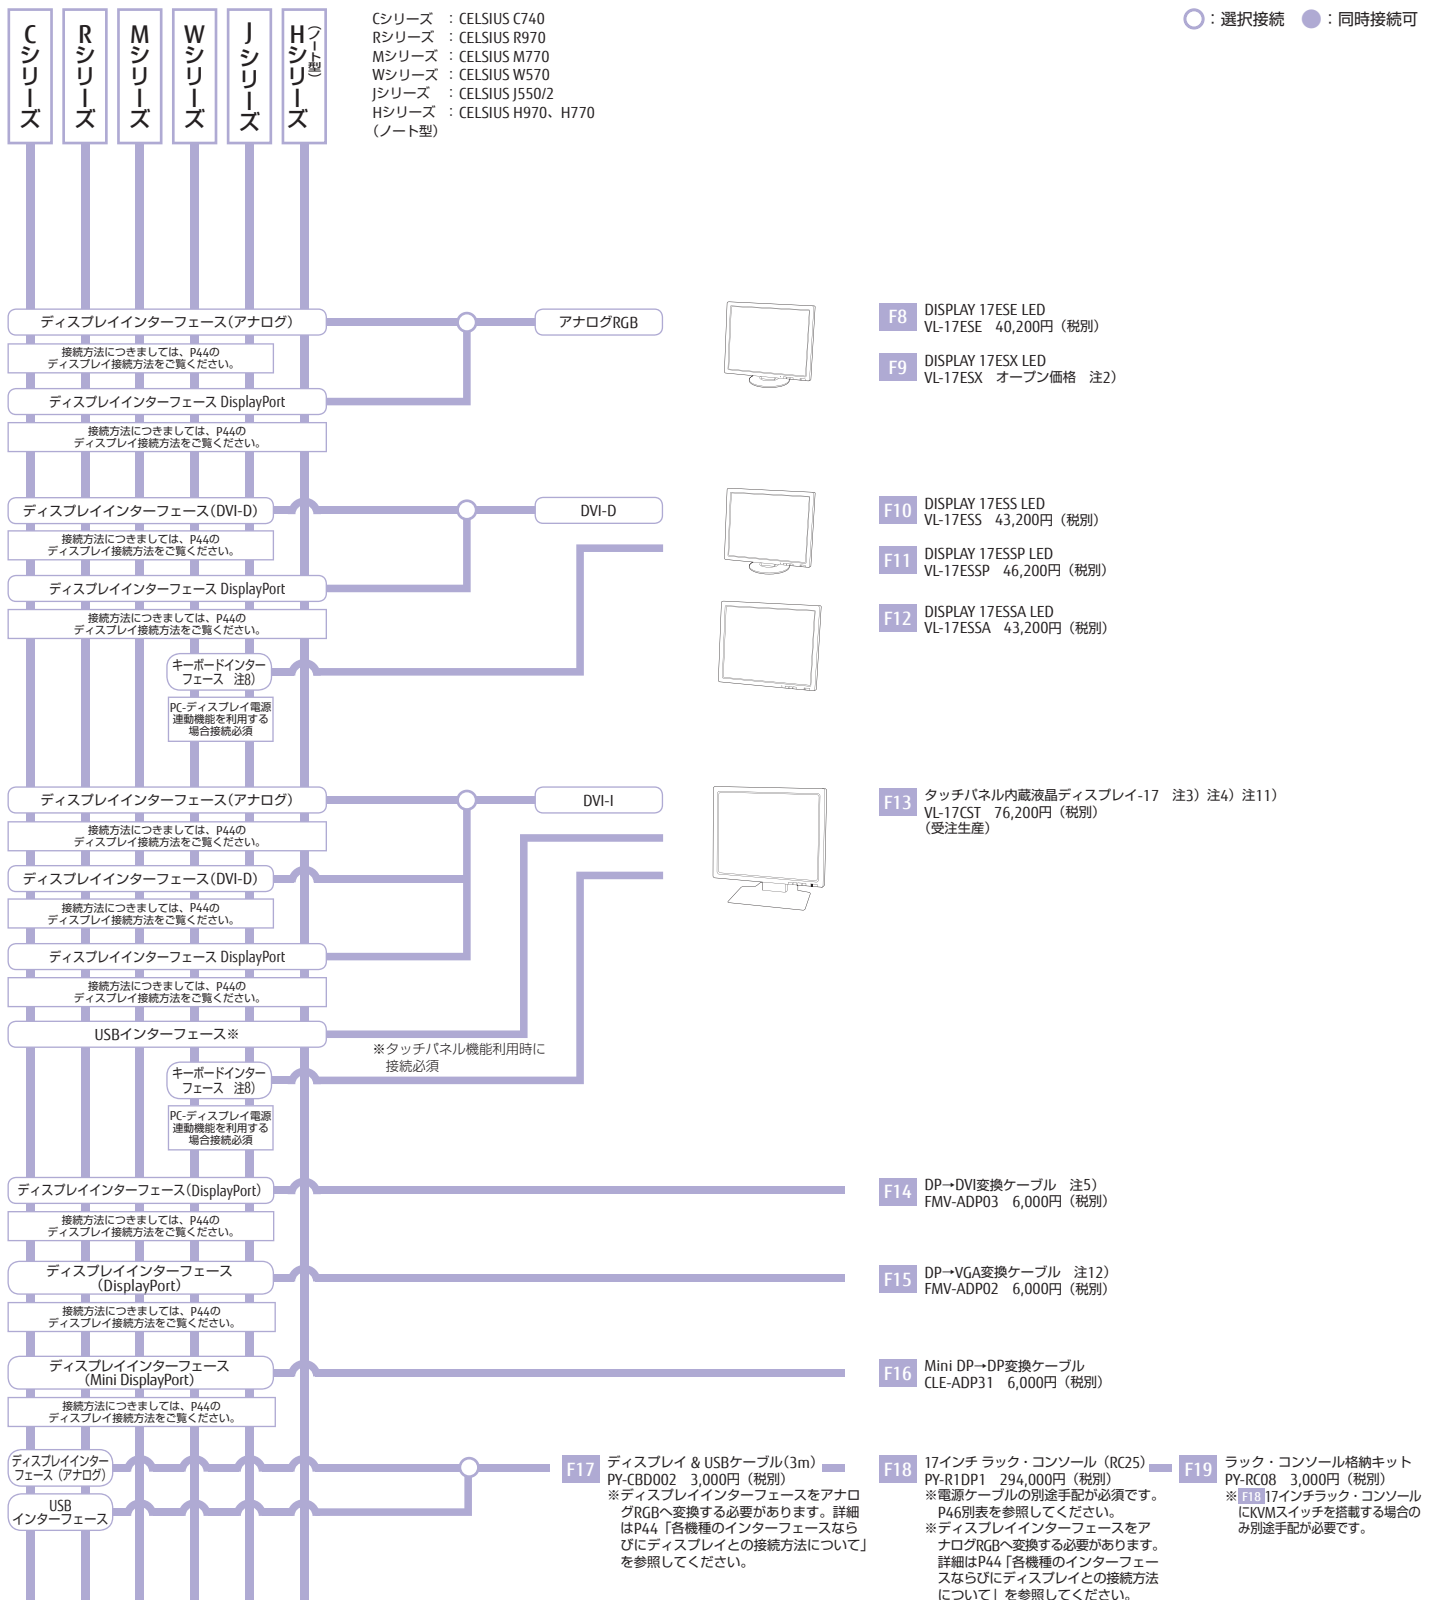 Cシリーズ
Rシリーズ
Mシリーズ
Wシリーズ
Jシリーズ
Hシリーズ
(ノート型)
Cシリーズ :CELSIUS C740
Rシリーズ :CELSIUS R970
Mシリーズ :CELSIUS M770
Wシリーズ :CELSIUS W570
Jシリーズ :CELSIUS J550/2
Hシリーズ :CELSIUS H970、H770
(ノート型)
:選択接続 :同時接続可
ディスプレイインターフェース(アナログ)
接続方法につきましては、P44の
ディスプレイ接続方法をご覧ください。
ディスプレイインターフェース DisplayPort
接続方法につきましては、P44の
ディスプレイ接続方法をご覧ください。
アナログRGB
F8 DISPLAY 17ESE LED
VL-17ESE 40,200円(税別)
F9 DISPLAY 17ESX LED
VL-17ESX オープン価格 注2)
ディスプレイインターフェース(DVI-D)
接続方法につきましては、P44の
ディスプレイ接続方法をご覧ください。
ディスプレイインターフェース DisplayPort
接続方法につきましては、P44の
ディスプレイ接続方法をご覧ください。
キーボードインター
フェース 注8)
PC-ディスプレイ電源
連動機能を利用する
場合接続必須
DVI-D
F10 DISPLAY 17ESS LED
VL-17ESS 43,200円(税別)
F11 DISPLAY 17ESSP LED
VL-17ESSP 46,200円(税別)
F12 DISPLAY 17ESSA LED
VL-17ESSA 43,200円(税別)
ディスプレイインターフェース(アナログ)
接続方法につきましては、P44の
ディスプレイ接続方法をご覧ください。
ディスプレイインターフェース(DVI-D)
接続方法につきましては、P44の
ディスプレイ接続方法をご覧ください。
ディスプレイインターフェース DisplayPort
接続方法につきましては、P44の
ディスプレイ接続方法をご覧ください。
USBインターフェース※
※タッチパネル機能利用時に
接続必須
キーボードインター
フェース 注8)
PC-ディスプレイ電源
連動機能を利用する
場合接続必須
DVI-I
F13 タッチパネル内蔵液晶ディスプレイ-17 注3)注4)注11)
VL-17CST 76,200円(税別)
(受注生産)
ディスプレイインターフェース(DisplayPort)
接続方法につきましては、P44の
ディスプレイ接続方法をご覧ください。
F14 DP→DVI変換ケーブル 注5)
FMV-ADP03 6,000円(税別)
ディスプレイインターフェース
(DisplayPort)
接続方法につきましては、P44の
ディスプレイ接続方法をご覧ください。
F15 DP→VGA変換ケーブル 注12)
FMV-ADP02 6,000円(税別)
ディスプレイインターフェース
(Mini DisplayPort)
接続方法につきましては、P44の
ディスプレイ接続方法をご覧ください。
F16 Mini DP→DP変換ケーブル
CLE-ADP31 6,000円(税別)
ディスプレイインター
フェース(アナログ)
USB
インターフェース
F17 ディスプレイ & USBケーブル(3m)
PY-CBD002 3,000円(税別)
※ディスプレイインターフェースをアナロ
グRGBへ変換する必要があります。詳細
はP44「各機種のインターフェースなら
びにディスプレイとの接続方法について」
を参照してください。
F18 17インチ ラック・コンソール(RC25)
PY-R1DP1 294,000円(税別)
※電源ケーブルの別途手配が必須です。
P46別表を参照してください。
※ディスプレイインターフェースをア
ナログRGBへ変換する必要があります。
詳細はP44「各機種のインターフェー
スならびにディスプレイとの接続方法
について」を参照してください。
F19 ラック・コンソール格納キット
PY-RC08 3,000円(税別)
※ F18 17インチラック・コンソール
にKVMスイッチを搭載する場合の
み別途手配が必要です。